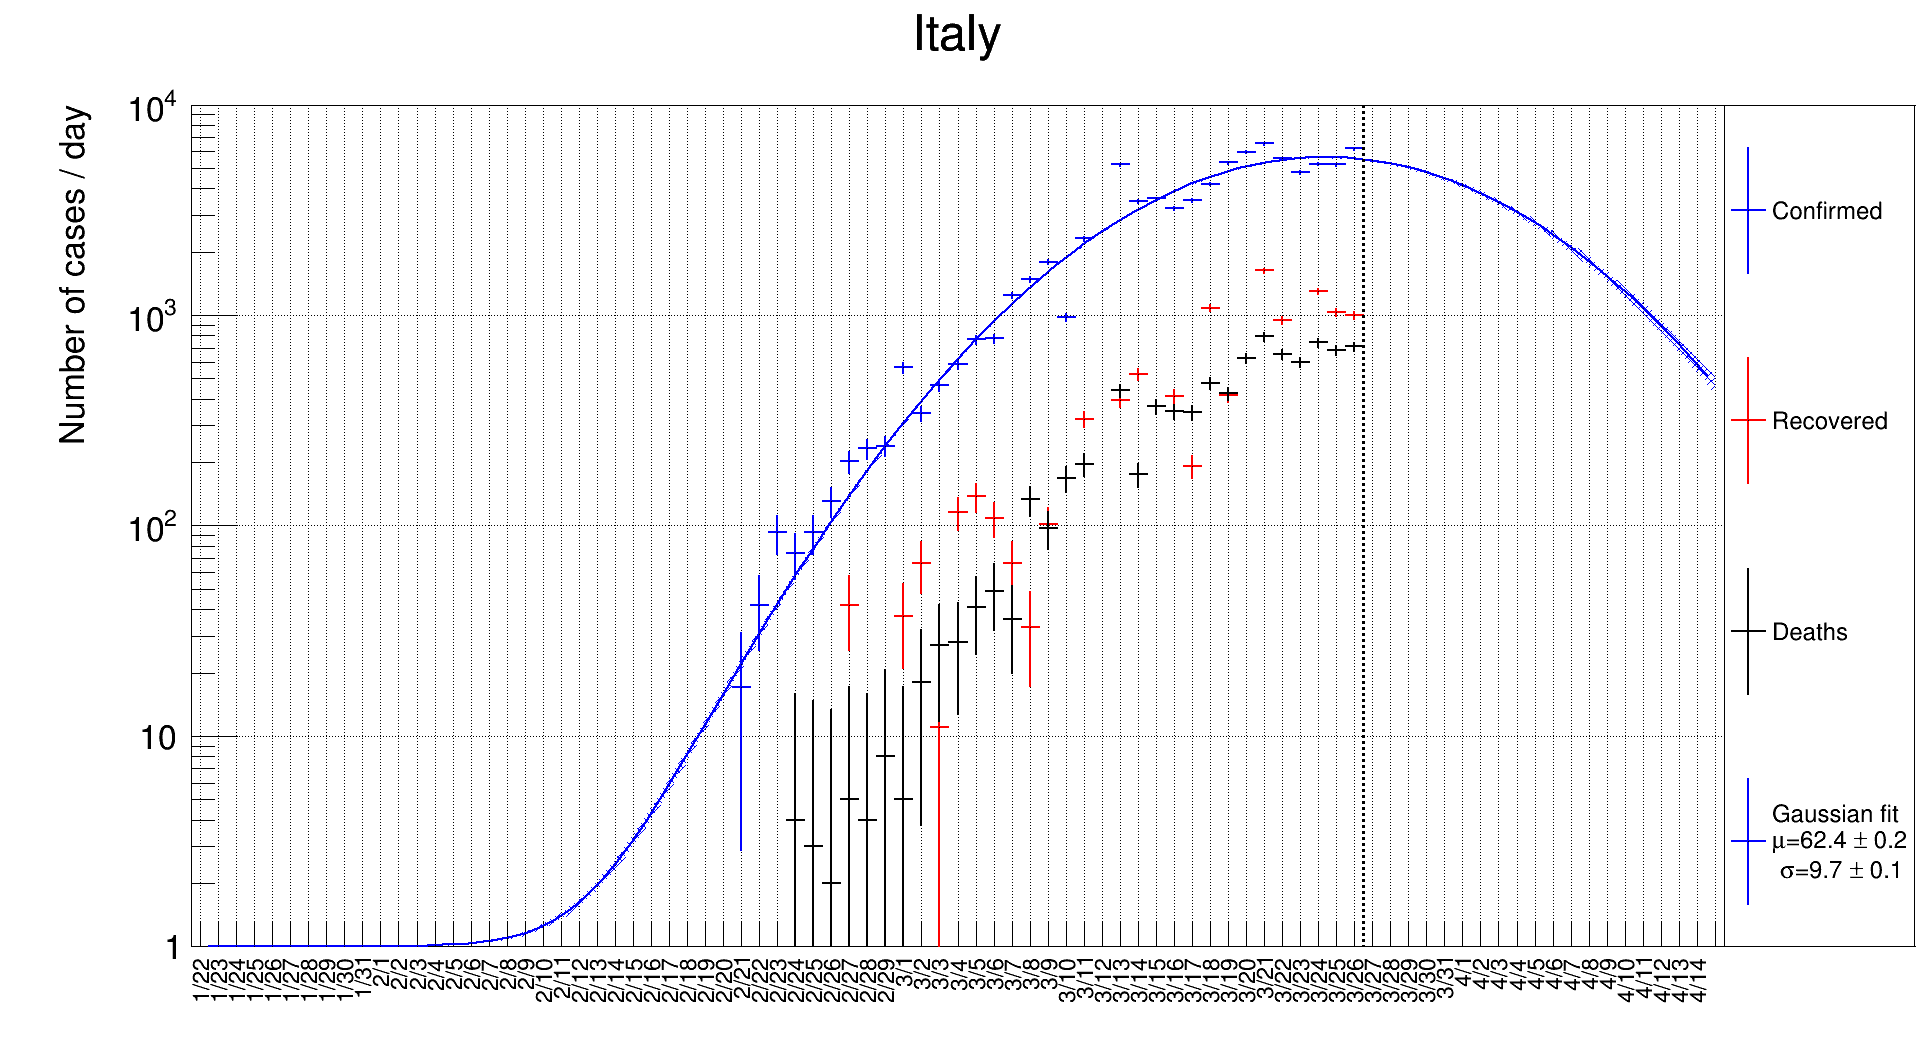 Italy
Number of cases / day
10⁴
10³
10²
10
1
1/22 1/23 1/24 1/25 1/26 1/27 1/28 1/29 1/30 1/31 2/1 2/2 2/3 2/4 2/5 2/6 2/7 2/8 2/9 2/10 2/11 2/12 2/13 2/14 2/15 2/16 2/17 2/18 2/19 2/20 2/21 2/22 2/23 2/24 2/25 2/26 2/27 2/28 2/29 3/1 3/2 3/3 3/4 3/5 3/6 3/7 3/8 3/9 3/10 3/11 3/12 3/13 3/14 3/15 3/16 3/17 3/18 3/19 3/20 3/21 3/22 3/23 3/24 3/25 3/26 3/27 3/28 3/29 3/30 3/31 4/1 4/2 4/3 4/4 4/5 4/6 4/7 4/8 4/9 4/10 4/11 4/12 4/13 4/14
Confirmed
Recovered
Deaths
Gaussian fit
μ=62.4 ± 0.2
σ=9.7 ± 0.1